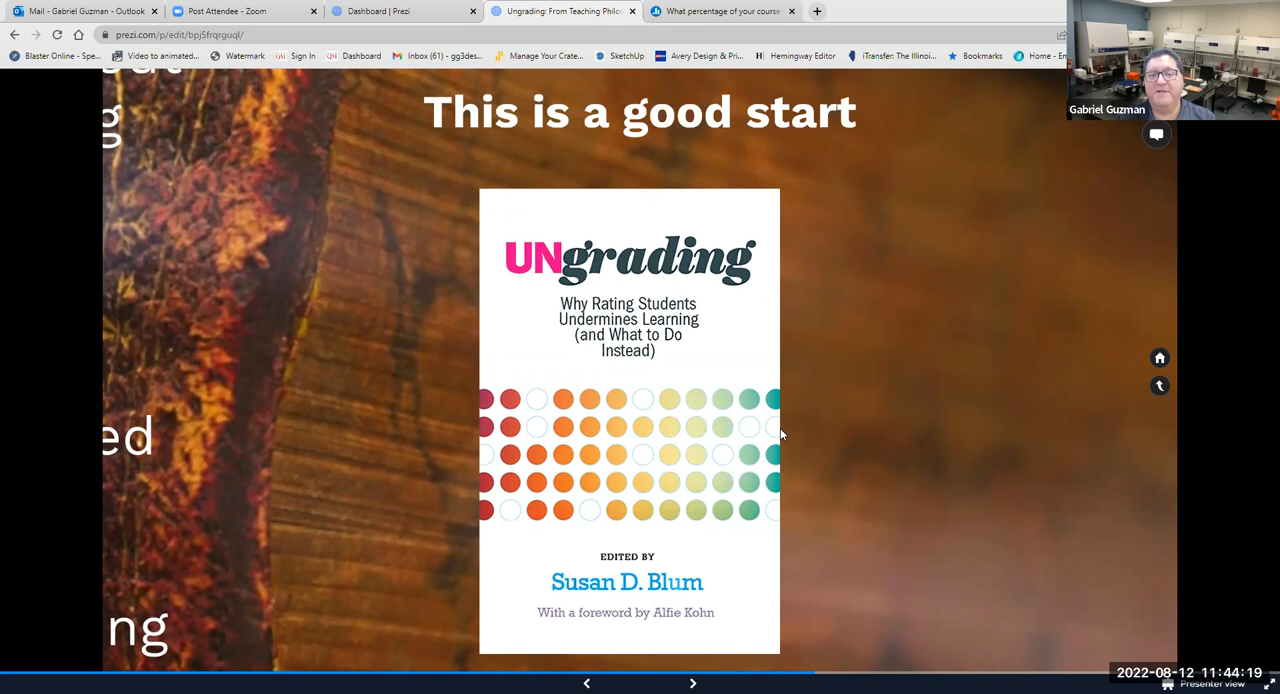 Mail - Gabriel Guzman - Outlook
Post Attendee - Zoom
Dashboard | Prezi
Ungrading: From Teaching Philos
What percentage of your course
prezi.com/p/edit/bpj5frqrguql/
Blaster Online - Spe...
Video to animated...
Watermark
Sign In
Dashboard
Inbox (61) - gg3des...
Manage Your Crate...
SketchUp
Avery Design & Pri...
Hemingway Editor
iTransfer: The Illinoi...
Bookmarks
Home - En
Gabriel Guzman
This is a good start
g
ed
ng
UNgrading
Why Rating Students
Undermines Learning
(and What to Do
Instead)
EDITED BY
Susan D. Blum
With a foreword by Alfie Kohn
2022-08-12 11:44:19
Presenter view